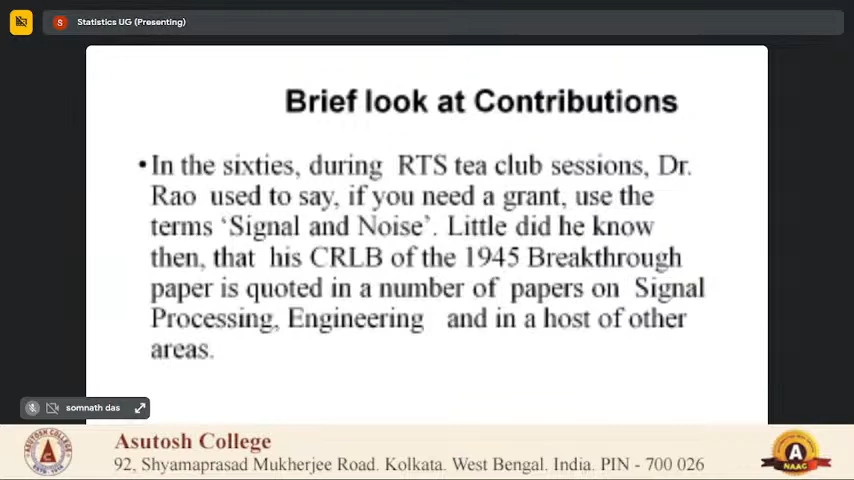 S Statistics UG (Presenting)
Brief look at Contributions
• In the sixties, during RTS tea club sessions, Dr.
Rao used to say, if you need a grant, use the
terms ‘Signal and Noise’. Little did he know
then, that his CRLB of the 1945 Breakthrough
paper is quoted in a number of papers on Signal
Processing, Engineering and in a host of other
areas.
somnath das
Asutosh College
92, Shyamaprasad Mukherjee Road. Kolkata. West Bengal. India. PIN - 700 026
ASUTOSH COLLEGE
A
NAAC